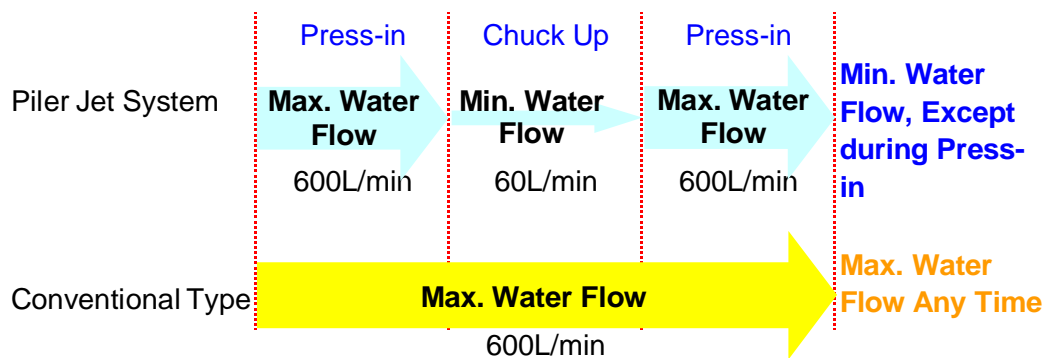 Press-in Chuck Up Press-in
Piler Jet System
Max. Water
Flow
Min. Water
Flow
Max. Water
Flow
600L/min 60L/min 600L/min
Min. Water
Flow, Except
during Press-
in
Conventional Type
Max. Water Flow
600L/min
Max. Water
Flow Any Time